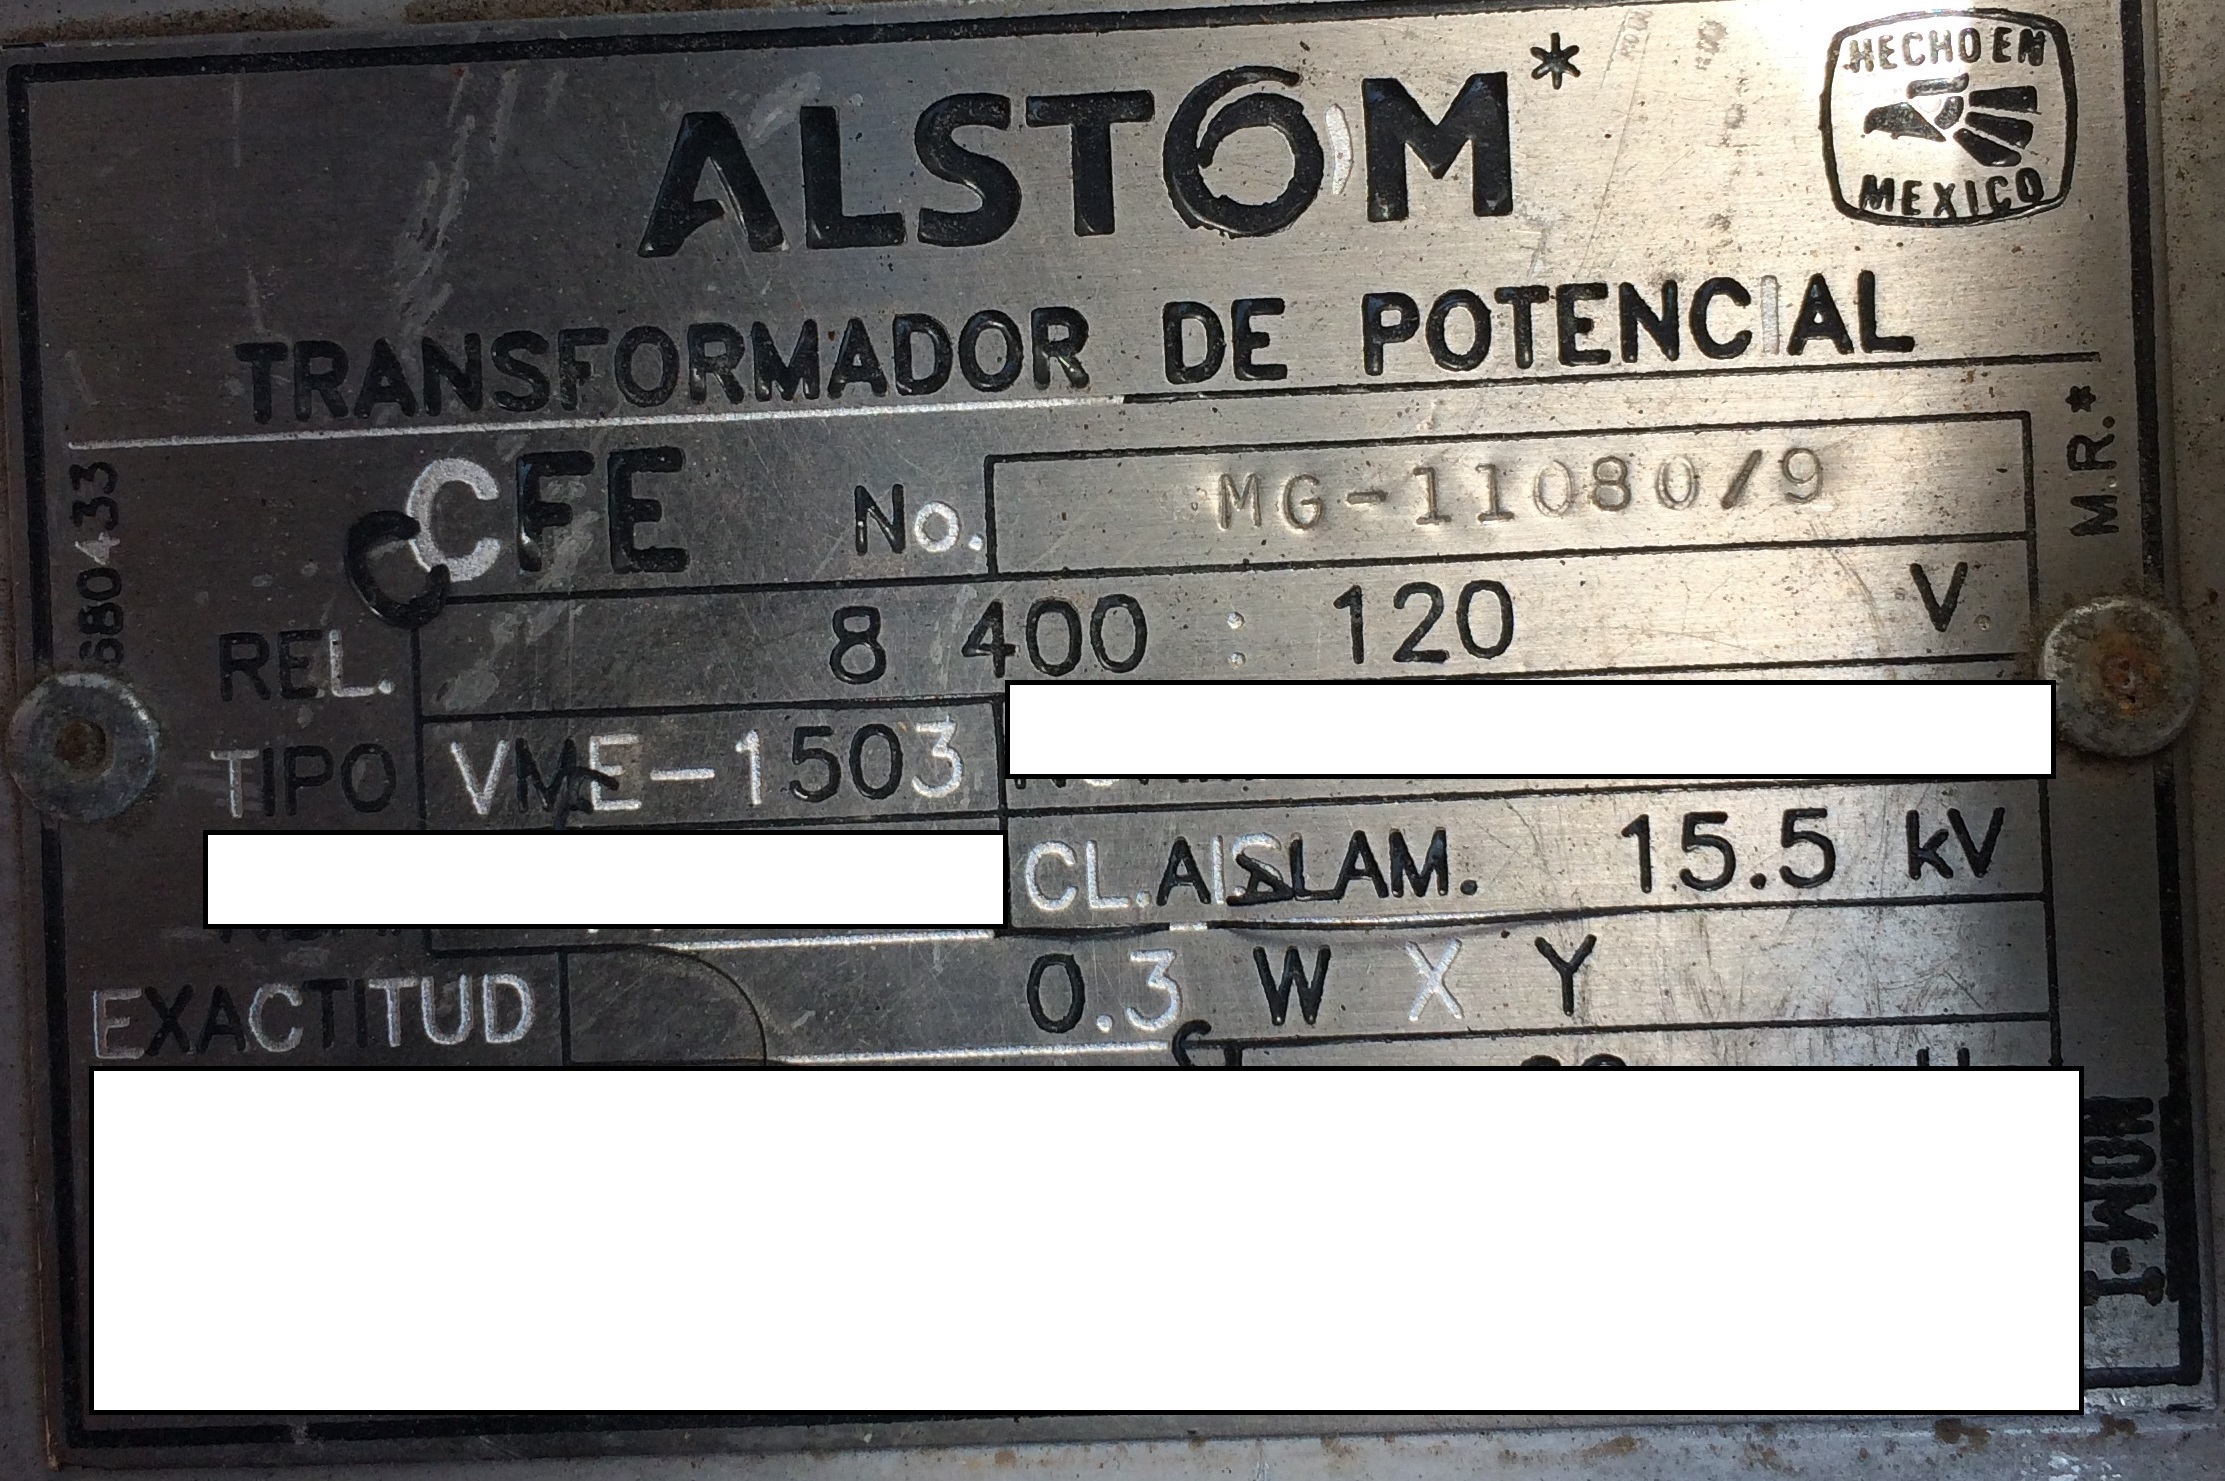 ALSTOM*
HECHO EN
MEXICO
TRANSFORMADOR DE POTENCIAL
CFE No. MG-11080/9
REL. 8 400 : 120 V
TIPO VME-1503
CL.AISLAM. 15.5 kV
EXACTITUD 0.3 W X Y
M.R.*
NOM-I